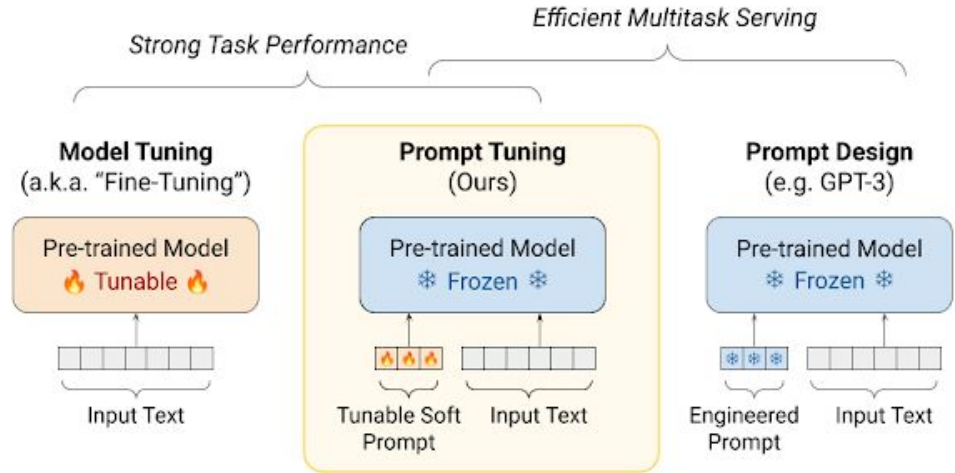 Efficient Multitask Serving
Strong Task Performance
Model Tuning
(a.k.a. “Fine-Tuning”)
Pre-trained Model
🔥 Tunable 🔥
Input Text
Prompt Tuning
(Ours)
Pre-trained Model
❄ Frozen ❄
Tunable Soft
Prompt
Input Text
Prompt Design
(e.g. GPT-3)
Pre-trained Model
❄ Frozen ❄
Engineered
Prompt
Input Text